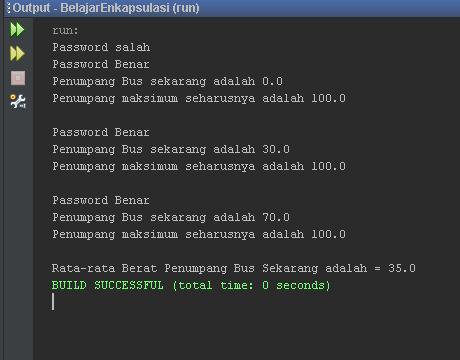 Output - BelajarEnkapsulasi (run)
run:
Password salah
Password Benar
Penumpang Bus sekarang adalah 0.0
Penumpang maksimum seharusnya adalah 100.0
Password Benar
Penumpang Bus sekarang adalah 30.0
Penumpang maksimum seharusnya adalah 100.0
Password Benar
Penumpang Bus sekarang adalah 70.0
Penumpang maksimum seharusnya adalah 100.0
Rata-rata Berat Penumpang Bus Sekarang adalah = 35.0
BUILD SUCCESSFUL (total time: 0 seconds)